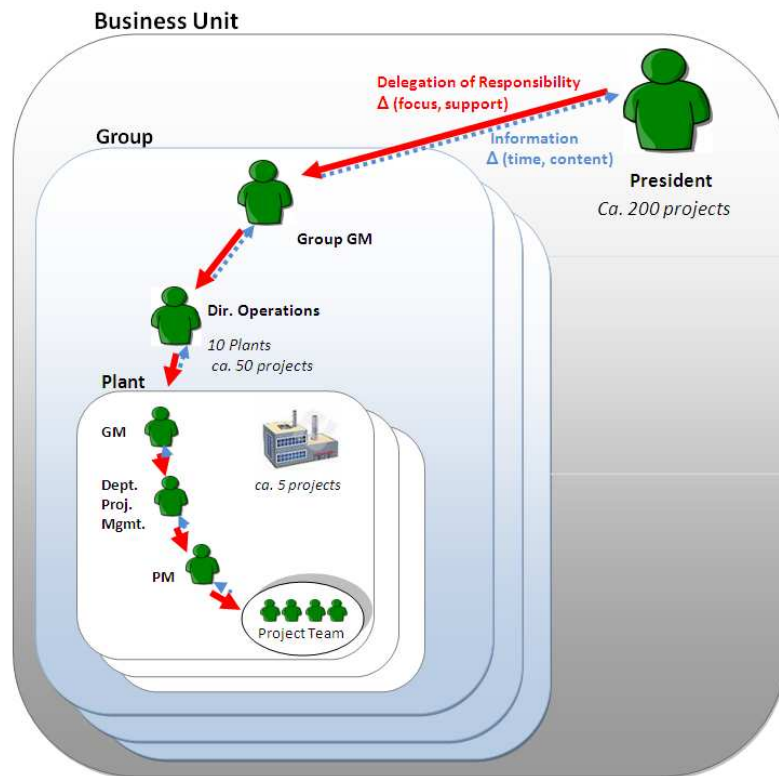 Business Unit
Delegation of Responsibility
Δ (focus, support)
Information
Δ (time, content)
President
Ca. 200 projects
Group
Group GM
Dir. Operations
10 Plants
ca. 50 projects
Plant
GM
ca. 5 projects
Dept.
Proj.
Mgmt.
PM
Project Team